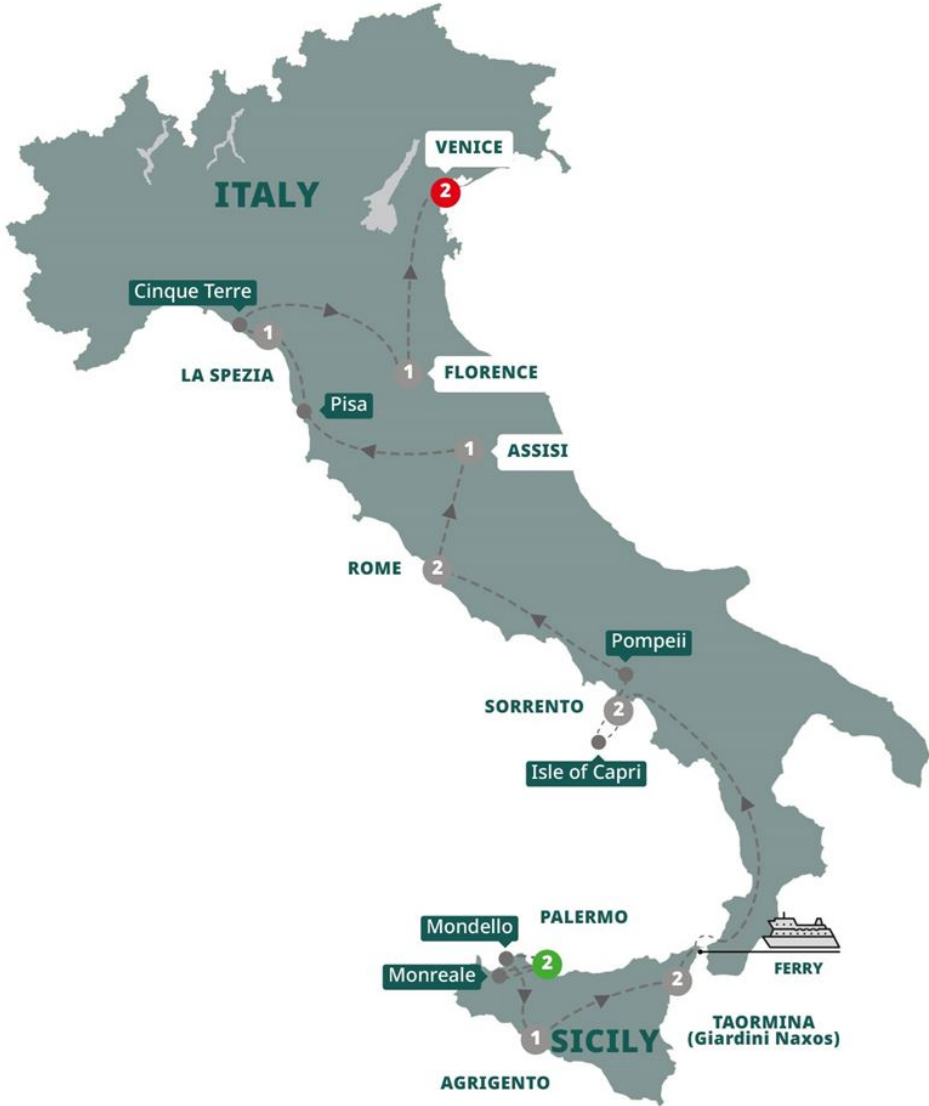 VENICE
2
ITALY
Cinque Terre
1
LA SPEZIA
1
FLORENCE
Pisa
1
ASSISI
ROME
2
Pompeii
SORRENTO
2
Isle of Capri
PALERMO
Mondello
2
Monreale
FERRY
2
TAORMINA
(Giardini Naxos)
1
SICILY
AGRIGENTO